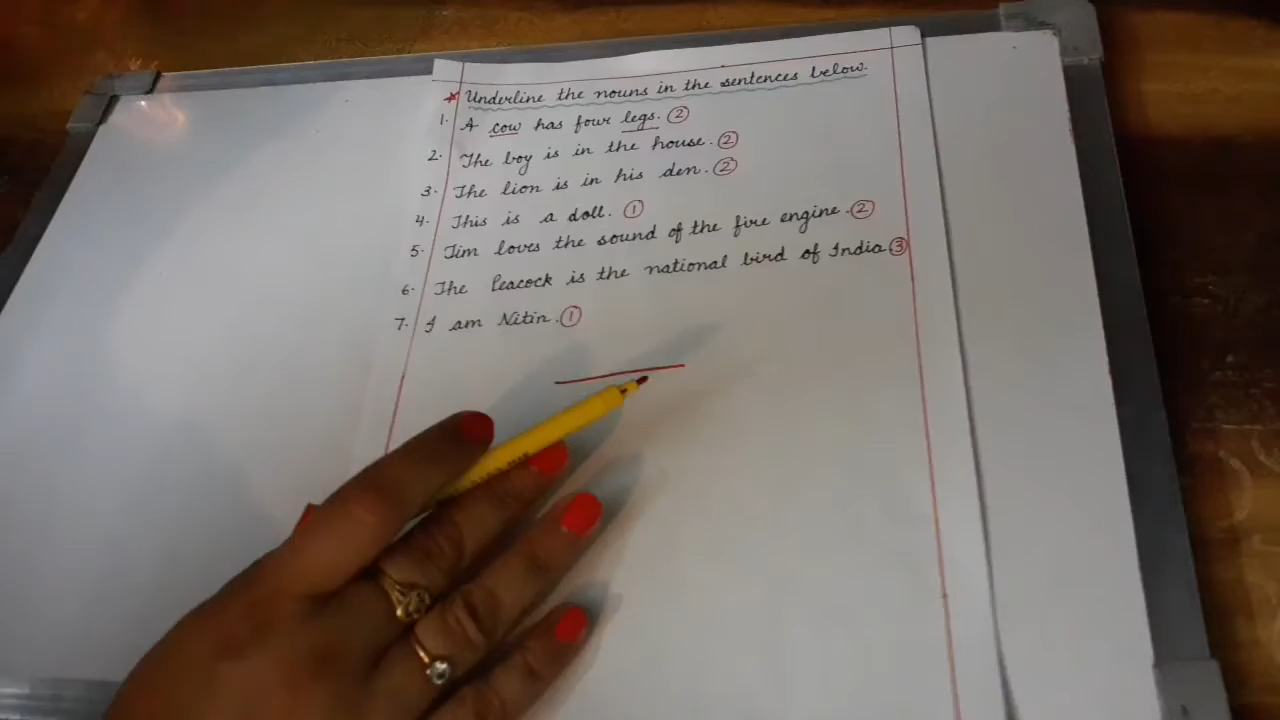 ★ Underline the nouns in the sentences below.
1. A cow has four legs. ②
2. The boy is in the house. ②
3. The lion is in his den. ②
4. This is a doll. ①
5. Tim loves the sound of the fire engine. ②
6. The Peacock is the national bird of India ③
7. I am Nitin. ①